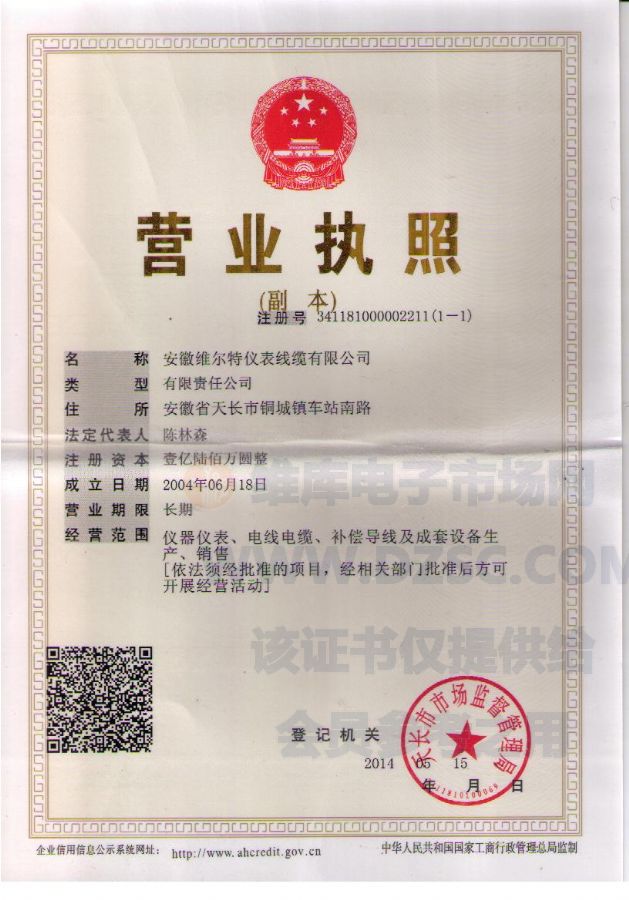 营业执照
(副 本)
注册号 341181000002211(1-1)
名 称 安徽维尔特仪表线缆有限公司
类 型 有限责任公司
住 所 安徽省天长市铜城镇车站南路
法定代表人 陈林森
注册资本 壹亿陆佰万圆整
成立日期 2004年06月18日
营业期限 长期
经营范围 仪器仪表、电线电缆、补偿导线及成套设备生
产、销售
[依法须经批准的项目，经相关部门批准后方可
开展经营活动]
维库电子市场网
WWW.DZSC.COM
该证书仅提供给
会员参考之用
登记机关
天长市市场监督管理局
2014 05 15
年 月 日
企业信用信息公示系统网址： http://www.ahcredit.gov.cn
中华人民共和国国家工商行政管理总局监制